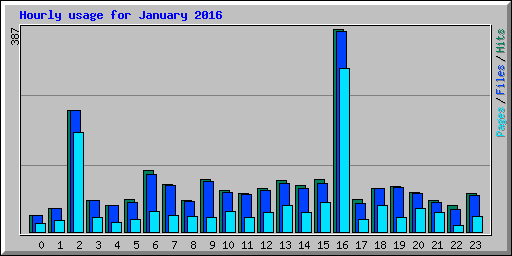 Hourly usage for January 2016
387
Pages / Files / Hits
0 1 2 3 4 5 6 7 8 9 10 11 12 13 14 15 16 17 18 19 20 21 22 23